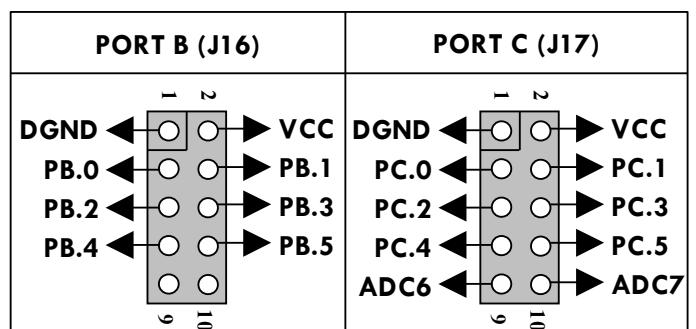 PORT B (J16) PORT C (J17)
1 2 1 2
DGND VCC DGND VCC
PB.0 PB.1 PC.0 PC.1
PB.2 PB.3 PC.2 PC.3
PB.4 PB.5 PC.4 PC.5
ADC6 ADC7
9 10 9 10